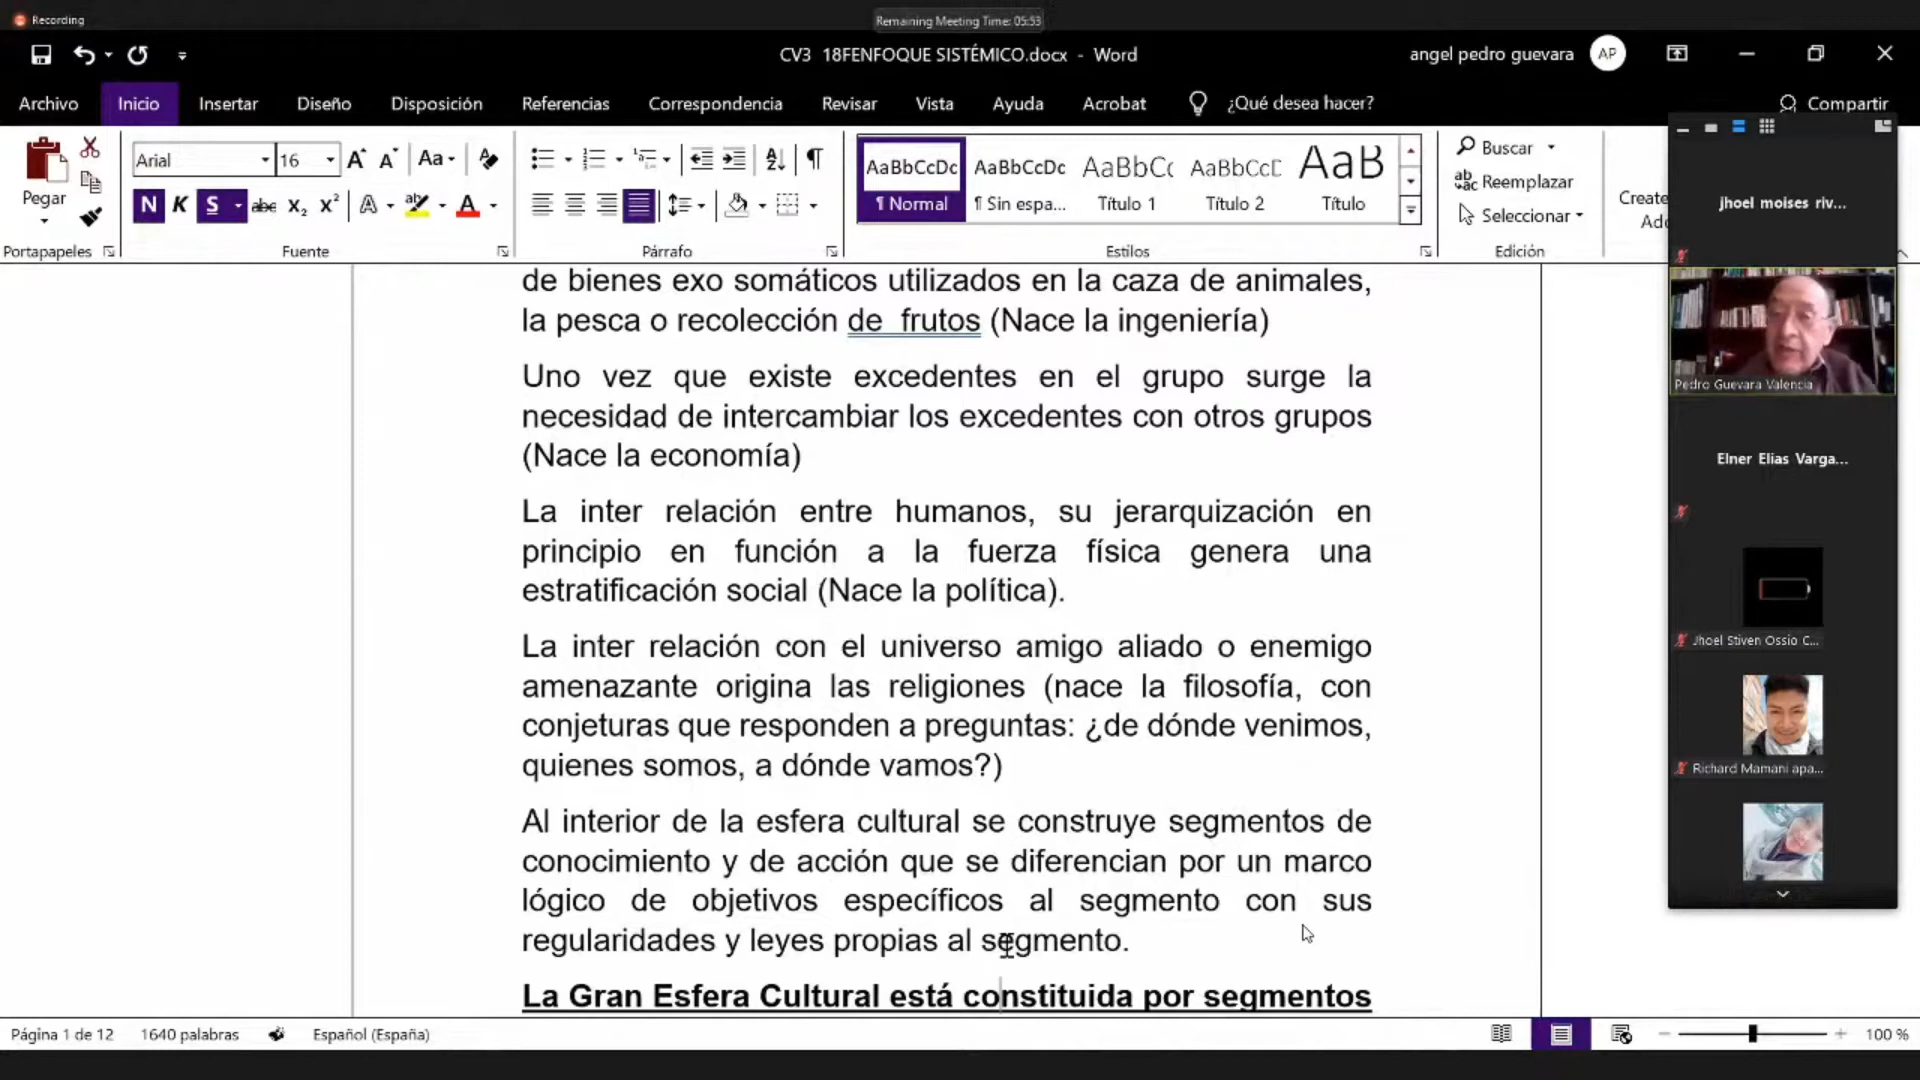 Recording
Remaining Meeting Time: 05:53
CV3 18FENFOQUE SISTÉMICO.docx - Word
angel pedro guevara
AP
Archivo Inicio Insertar Diseño Disposición Referencias Correspondencia Revisar Vista Ayuda Acrobat ¿Qué desea hacer? Compartir
Pegar
Portapapeles
Arial 16
Aa
N K S abc X₂ X² A A
Fuente
Párrafo
AaBbCcDc AaBbCcDc AaBbCc AaBbCcD AaB
¶ Normal ¶ Sin espa... Título 1 Título 2 Título
Estilos
Buscar
Reemplazar
Seleccionar
Edición
Create
Ado
de bienes exo somáticos utilizados en la caza de animales,
la pesca o recolección de frutos (Nace la ingeniería)
Uno vez que existe excedentes en el grupo surge la
necesidad de intercambiar los excedentes con otros grupos
(Nace la economía)
La inter relación entre humanos, su jerarquización en
principio en función a la fuerza física genera una
estratificación social (Nace la política).
La inter relación con el universo amigo aliado o enemigo
amenazante origina las religiones (nace la filosofía, con
conjeturas que responden a preguntas: ¿de dónde venimos,
quienes somos, a dónde vamos?)
Al interior de la esfera cultural se construye segmentos de
conocimiento y de acción que se diferencian por un marco
lógico de objetivos específicos al segmento con sus
regularidades y leyes propias al segmento.
La Gran Esfera Cultural está constituida por segmentos
jhoel moises riv...
Pedro Guevara Valencia
Elner Elias Varga...
Jhoel Stiven Ossio C...
Richard Mamani apa...
Página 1 de 12 1640 palabras Español (España) 100 %